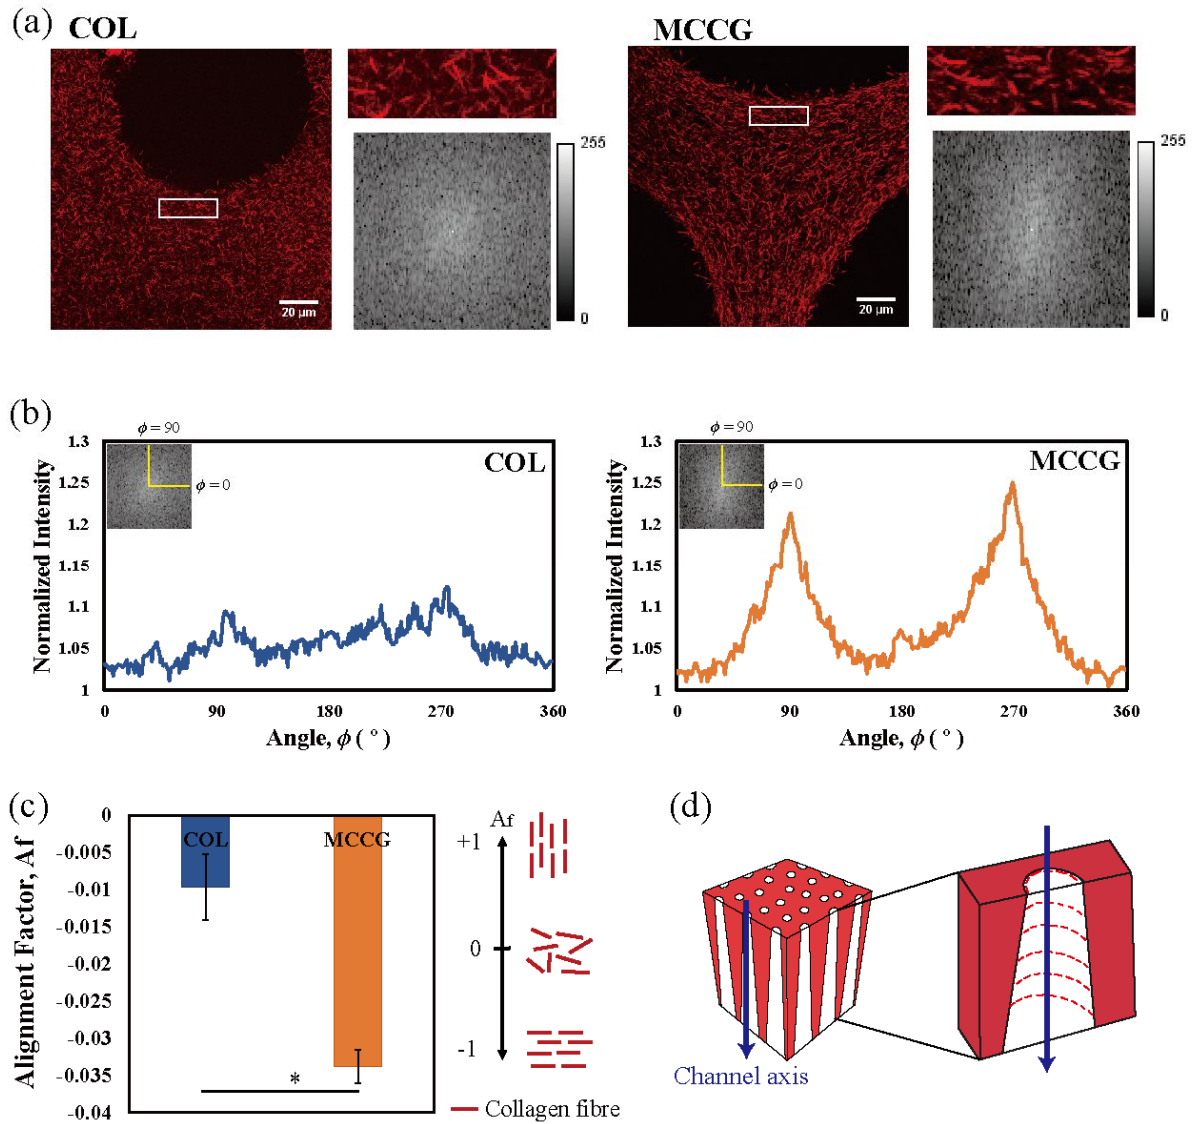 (a)
COL
MCCG
255
0
20 µm
255
0
20 µm
(b)
Normalized Intensity
1.3
1.25
1.2
1.15
1.1
1.05
1
ϕ = 90
ϕ = 0
COL
0 90 180 270 360
Angle, ϕ ( ° )
Normalized Intensity
1.3
1.25
1.2
1.15
1.1
1.05
1
ϕ = 90
ϕ = 0
MCCG
0 90 180 270 360
Angle, ϕ ( ° )
(c)
Alignment Factor, Af
0
-0.005
-0.01
-0.015
-0.02
-0.025
-0.03
-0.035
-0.04
COL
MCCG
*
Af
+1
0
-1
Collagen fibre
(d)
Channel axis